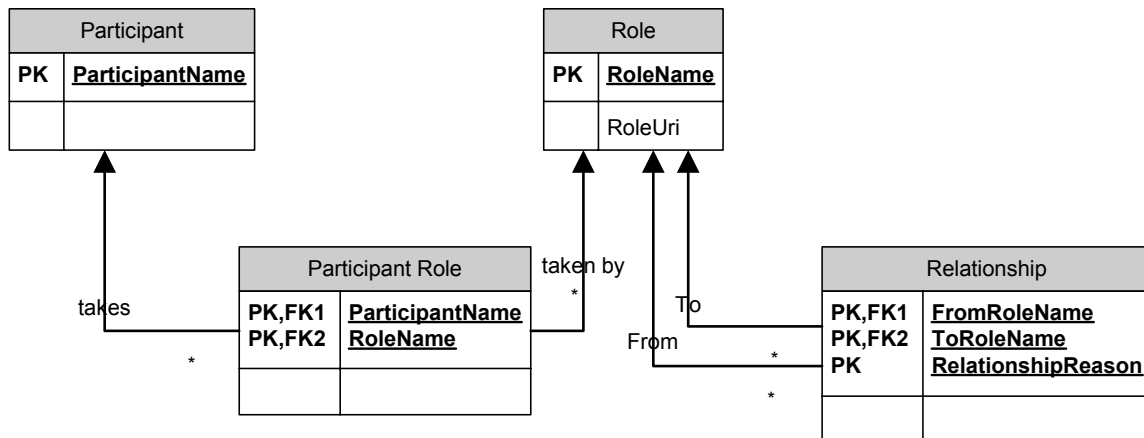 Participant
PK ParticipantName
Role
PK RoleName
RoleUri
takes
*
Participant Role
PK,FK1 ParticipantName
PK,FK2 RoleName
taken by
*
To
*
From
*
Relationship
PK,FK1 FromRoleName
PK,FK2 ToRoleName
PK RelationshipReason